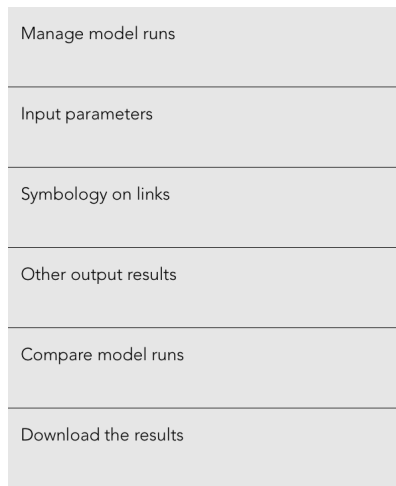 Manage model runs
Input parameters
Symbology on links
Other output results
Compare model runs
Download the results